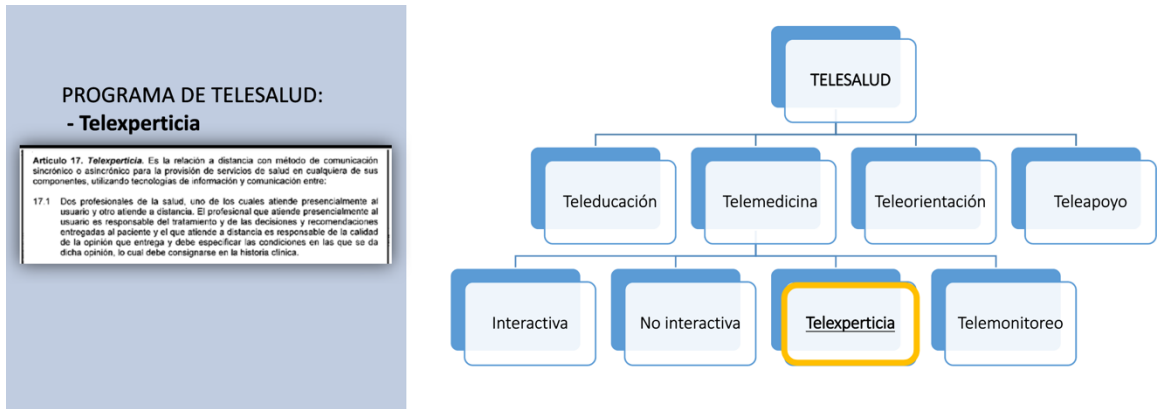 PROGRAMA DE TELESALUD:
- Telexperticia
Artículo 17. Telexperticia. Es la relación a distancia con método de comunicación
sincrónico o asincrónico para la provisión de servicios de salud en cualquiera de sus
componentes, utilizando tecnologías de información y comunicación entre:
17.1 Dos profesionales de la salud, uno de los cuales atiende presencialmente al
usuario y otro atiende a distancia. El profesional que atiende presencialmente al
usuario es responsable del tratamiento y de las decisiones y recomendaciones
entregadas al paciente y el que atiende a distancia es responsable de la calidad
de la opinión que entrega y debe especificar las condiciones en las que se da
dicha opinión, lo cual debe consignarse en la historia clínica.
TELESALUD
Teleducación
Telemedicina
Teleorientación
Teleapoyo
Interactiva
No interactiva
Telexperticia
Telemonitoreo